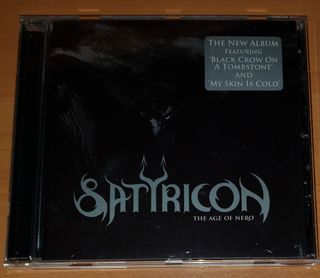 The New Album
Featuring
'Black Crow On
A Tombstone'
and
'My Skin Is Cold'
SATYRICON
THE AGE OF NERO